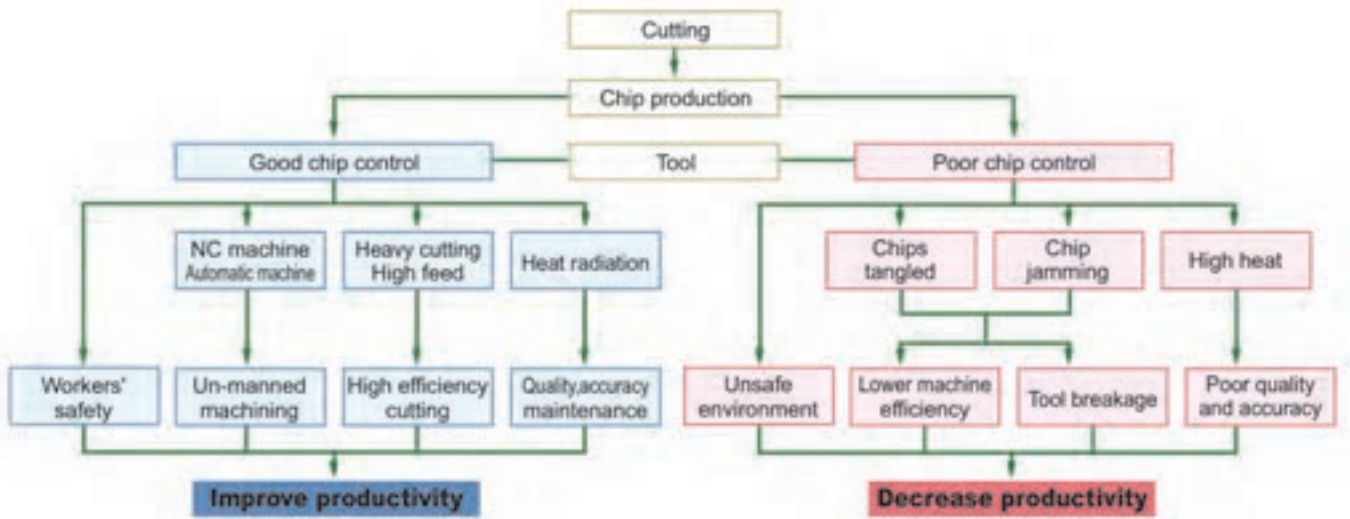 Cutting
Chip production
Good chip control
Tool
Poor chip control
NC machine
Automatic machine
Heavy cutting
High feed
Heat radiation
Chips
tangled
Chip
jamming
High heat
Workers'
safety
Un-manned
machining
High efficiency
cutting
Quality,accuracy
maintenance
Unsafe
environment
Lower machine
efficiency
Tool breakage
Poor quality
and accuracy
Improve productivity
Decrease productivity